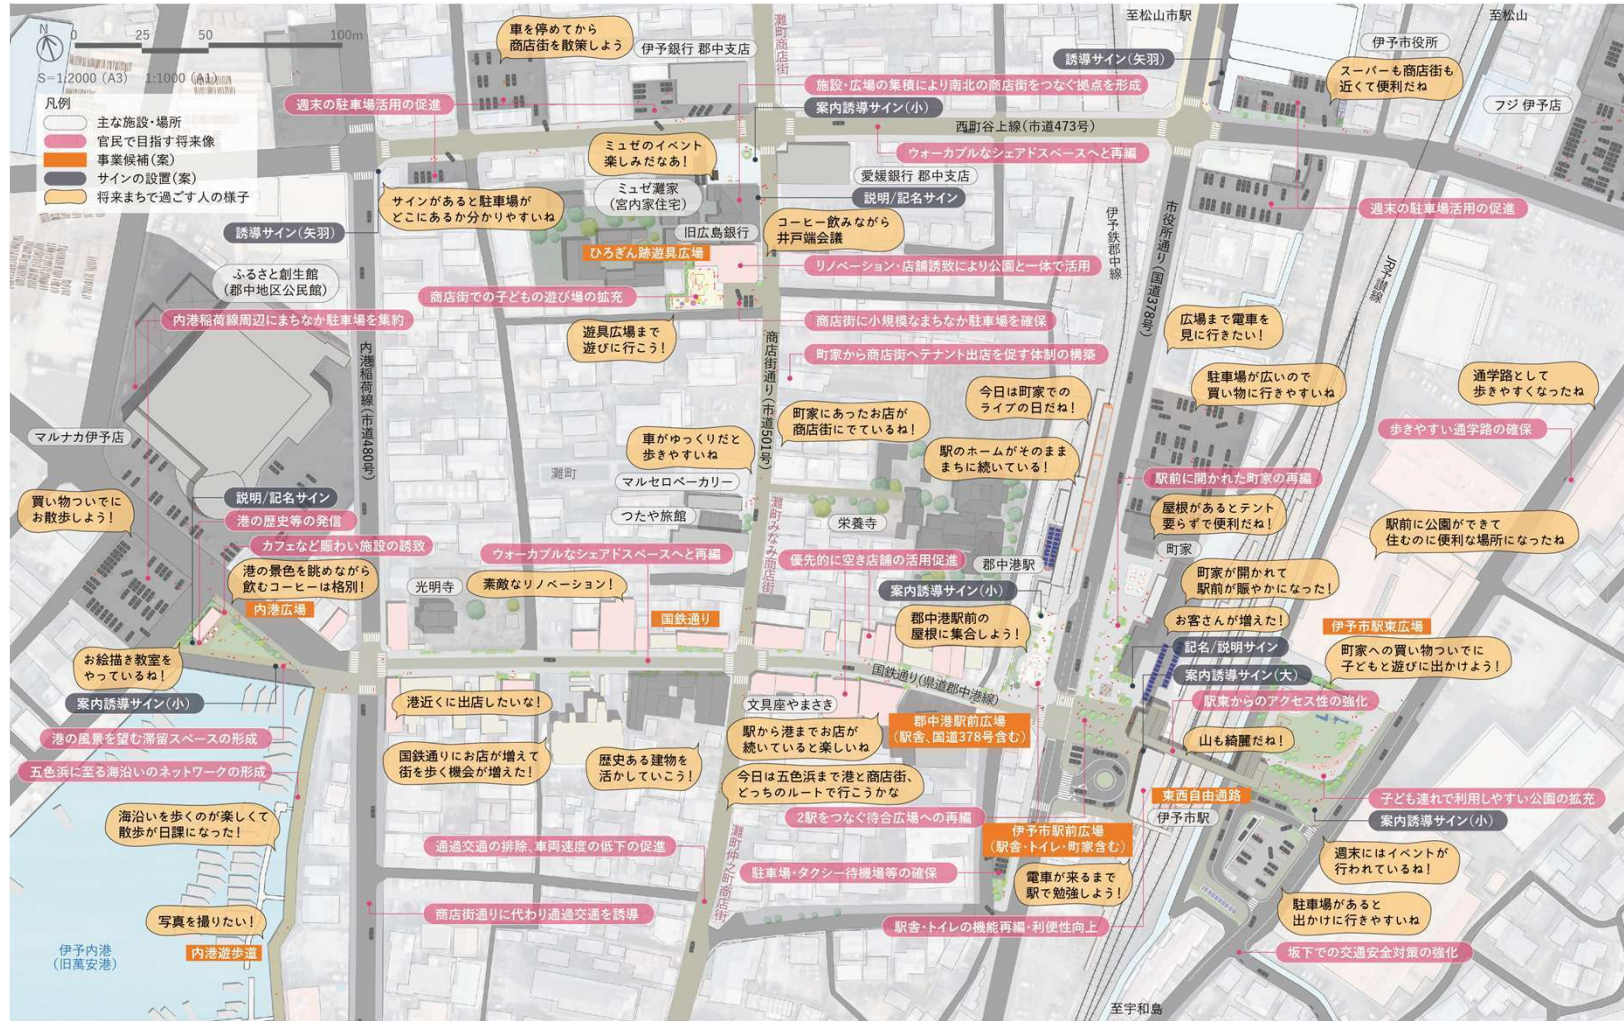 N
0 25 50 100m
S=1:2000 (A3) 1:1000 (A1)
凡例
主な施設・場所
官民で目指す将来像
事業候補(案)
サインの設置(案)
将来まちで過ごす人の様子
車を停めてから
商店街を散策しよう
伊予銀行 郡中支店
灘町商店街
至松山市駅
至松山
誘導サイン(矢羽)
伊予市役所
スーパーも商店街も
近くて便利だね
フジ 伊予店
週末の駐車場活用の促進
施設・広場の集積により南北の商店街をつなぐ拠点を形成
案内誘導サイン(小)
西町谷上線(市道473号)
ウォーカブルなシェアドスペースへと再編
ミュゼのイベント
楽しみだなあ!
愛媛銀行 郡中支店
ミュゼ灘家
(宮内家住宅)
説明/記名サイン
サインがあると駐車場が
どこにあるか分かりやすいね
誘導サイン(矢羽)
週末の駐車場活用の促進
旧広島銀行
コーヒー飲みながら
井戸端会議
ひろぎん跡遊具広場
リノベーション・店舗誘致により公園と一体で活用
ふるさと創生館
(郡中地区公民館)
商店街での子どもの遊び場の拡充
内港稲荷線周辺にまちなか駐車場を集約
商店街に小規模なまちなか駐車場を確保
遊具広場まで
遊びに行こう!
町家から商店街へテナント出店を促す体制の構築
内港稲荷線(市道480号)
商店街通り(市道501号)
伊予鉄郡中線
市役所通り(国道378号)
JR予讃線
広場まで電車を
見に行きたい!
駐車場が広いので
買い物に行きやすいね
通学路として
歩きやすくなったね
歩きやすい通学路の確保
今日は町家での
ライブの日だね!
町家にあったお店が
商店街にでているね!
マルナカ伊予店
車がゆっくりだと
歩きやすいね
灘町
マルセロベーカリー
駅のホームがそのまま
まちに続いている!
駅前に開かれた町家の再編
買い物ついでに
お散歩しよう!
説明/記名サイン
港の歴史等の発信
カフェなど賑わい施設の誘致
つたや旅館
灘町みなみ商店街
栄養寺
屋根があるとテント
要らずで便利だね!
駅前に公園ができて
住むのに便利な場所になったね
町家
ウォーカブルなシェアドスペースへと再編
優先的に空き店舗の活用促進
郡中港駅
港の景色を眺めながら
飲むコーヒーは格別!
内港広場
光明寺
素敵なリノベーション!
国鉄通り
案内誘導サイン(小)
町家が開かれて
駅前が賑やかになった!
郡中港駅前の
屋根に集合しよう!
お客さんが増えた!
伊予市駅東広場
記名/説明サイン
町家への買い物ついでに
子どもと遊びに出かけよう!
お絵描き教室を
やっているね!
国鉄通り(県道郡中港線)
案内誘導サイン(大)
案内誘導サイン(小)
港近くに出店したいな!
文具座やまさき
駅東からのアクセス性の強化
郡中港駅前広場
(駅舎、国道378号含む)
港の風景を望む滞留スペースの形成
駅から港までお店が
続いていると楽しいね
山も綺麗だね!
国鉄通りにお店が増えて
街を歩く機会が増えた!
歴史ある建物を
活かしていこう!
五色浜に至る海沿いのネットワークの形成
今日は五色浜まで港と商店街、
どっちのルートで行こうかな
東西自由通路
子ども連れで利用しやすい公園の拡充
海沿いを歩くのが楽しくて
散歩が日課になった!
2駅をつなぐ待合広場への再編
伊予市駅
案内誘導サイン(小)
伊予市駅前広場
(駅舎・トイレ・町家含む)
通過交通の排除、車両速度の低下の促進
灘町仲之町商店街
週末にはイベントが
行われているね!
駐車場・タクシー待機場等の確保
電車が来るまで
駅で勉強しよう!
駐車場があると
出かけに行きやすいね
写真を撮りたい!
商店街通りに代わり通過交通を誘導
駅舎・トイレの機能再編・利便性向上
内港遊歩道
伊予内港
(旧萬安港)
坂下での交通安全対策の強化
至宇和島